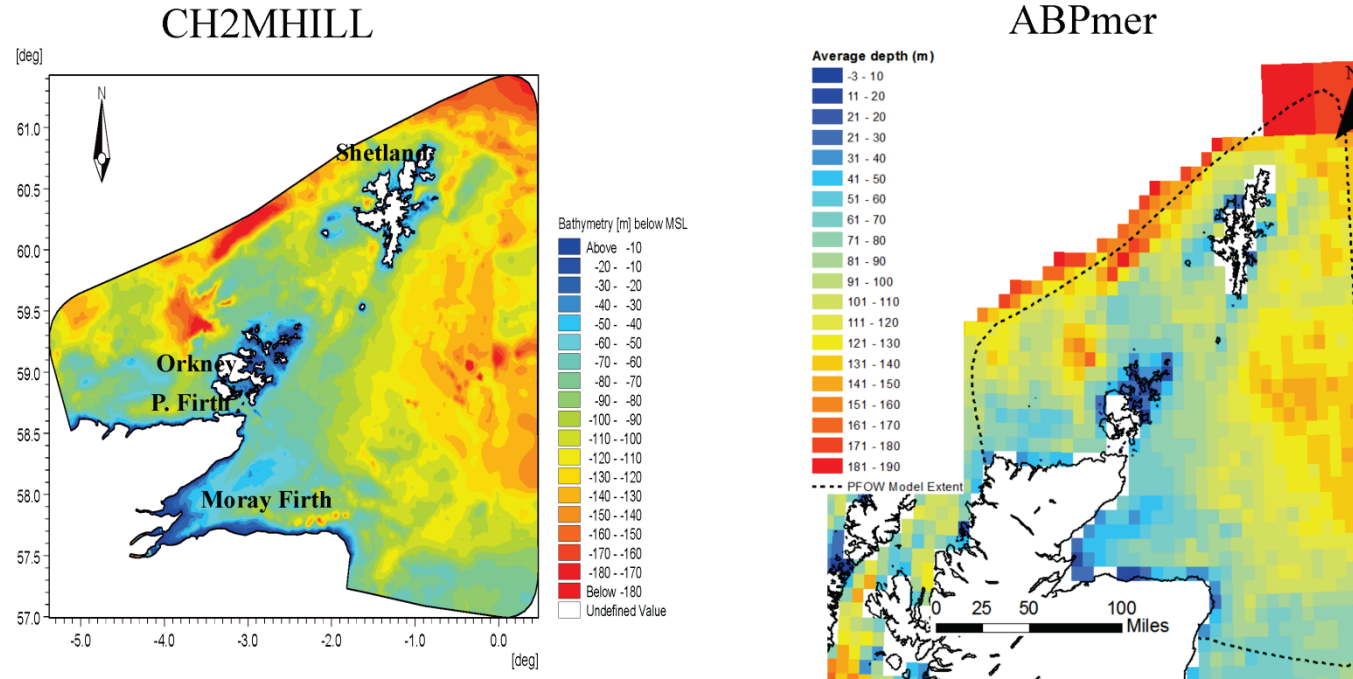 CH2MHILL
[deg]
N
61.0
60.5
60.0
59.5
59.0
58.5
58.0
57.5
57.0
-5.0 -4.0 -3.0 -2.0 -1.0 0.0
[deg]
Shetland
Orkney
P. Firth
Moray Firth
Bathymetry [m] below MSL
Above -10
-20 - -10
-30 - -20
-40 - -30
-50 - -40
-60 - -50
-70 - -60
-80 - -70
-90 - -80
-100 - -90
-110 - -100
-120 - -110
-130 - -120
-140 - -130
-150 - -140
-160 - -150
-170 - -160
-180 - -170
Below -180
Undefined Value
ABPmer
Average depth (m)
-3 - 10
11 - 20
21 - 20
21 - 30
31 - 40
41 - 50
51 - 60
61 - 70
71 - 80
81 - 90
91 - 100
101 - 110
111 - 120
121 - 130
131 - 140
141 - 150
151 - 160
161 - 170
171 - 180
181 - 190
PFOW Model Extent
N
0 25 50 100
Miles